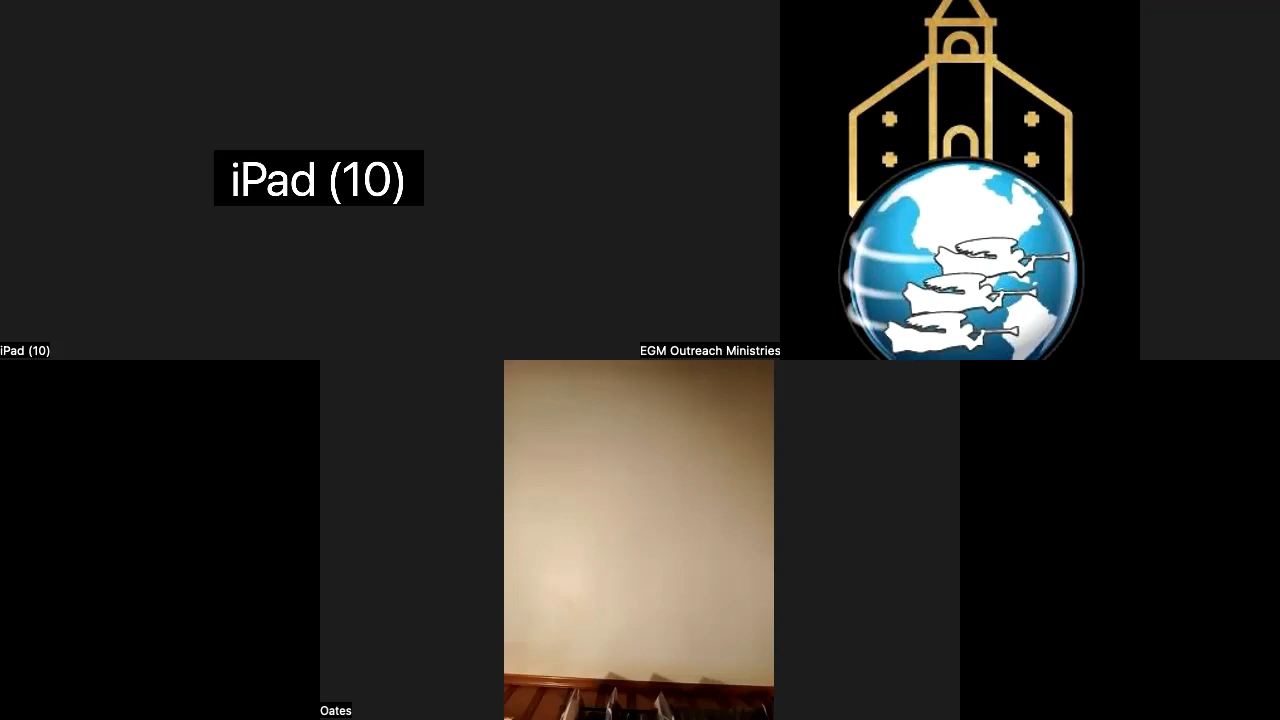 iPad (10)
iPad (10)
EGM Outreach Ministries
Oates